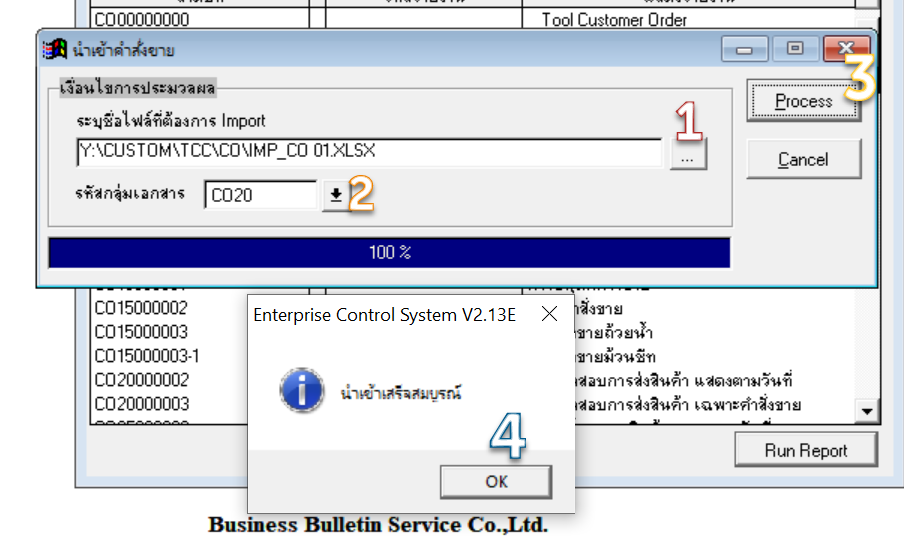 CO00000000
Tool Customer Order
นำเข้าคำสั่งขาย
เงื่อนไขการประมวลผล
3
Process
ระบุชื่อไฟล์ที่ต้องการ Import
1
Y:\CUSTOM\TCC\CO\IMP_CO 01.XLSX
...
Cancel
รหัสกลุ่มเอกสาร
CO20
2
100 %
CO15000002
าสั่งขาย
CO15000003
งขายถ้วยน้ำ
CO15000003-1
งขายม้วนชีท
CO20000002
าสอบการส่งสินค้า แสดงตามวันที่
CO20000003
าสอบการส่งสินค้า เฉพาะคำสั่งขาย
Enterprise Control System V2.13E
นำเข้าเสร็จสมบูรณ์
4
OK
Run Report
Business Bulletin Service Co.,Ltd.